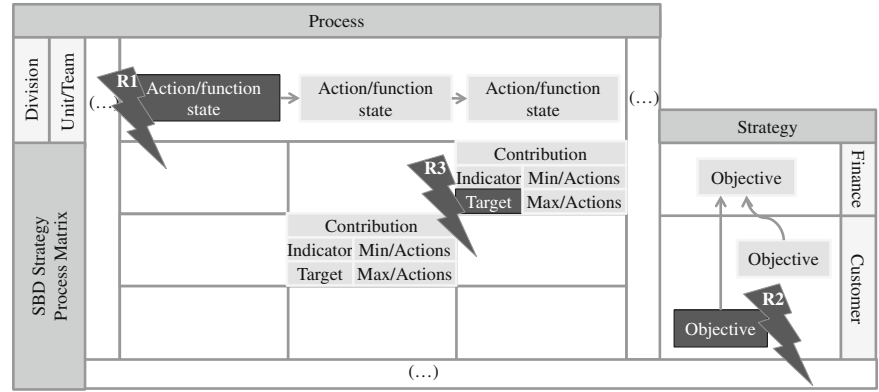 Process
Division
Unit/Team
(...)
R1
Action/function
state
Action/function
state
Action/function
state
(...)
Strategy
SBD Strategy
Process Matrix
Contribution
Indicator Min/Actions
Target Max/Actions
R3
Contribution
Indicator Min/Actions
Target Max/Actions
Objective
Finance
Objective
Customer
Objective
R2
(...)